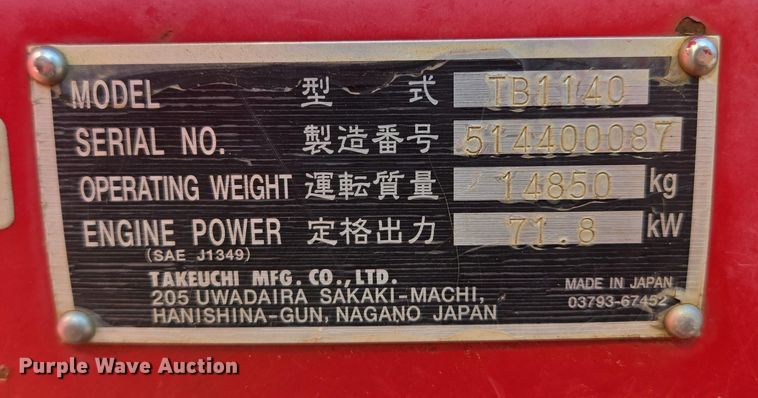 MODEL 型 式 TB1140
SERIAL NO. 製造番号 514400087
OPERATING WEIGHT 運転質量 14850 kg
ENGINE POWER 定格出力 71.8 kW
(SAE J1349)
TAKEUCHI MFG. CO., LTD.
205 UWADAIRA SAKAKI-MACHI,
HANISHINA-GUN, NAGANO JAPAN
MADE IN JAPAN
03793-67452
Purple Wave Auction